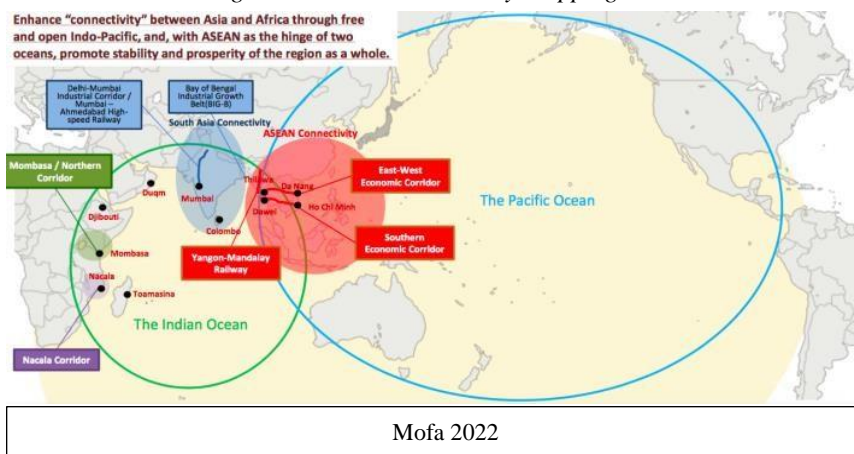 Enhance "connectivity" between Asia and Africa through free
and open Indo-Pacific, and, with ASEAN as the hinge of two
oceans, promote stability and prosperity of the region as a whole.
Delhi-Mumbai
Industrial Corridor /
Mumbai –
Ahmedabad High-
speed Railway
Bay of Bengal
Industrial Growth
Belt(BIG-B)
South Asia Connectivity
ASEAN Connectivity
Mombasa / Northern
Corridor
East-West
Economic Corridor
Thilawa
Da Nang
Duqm
Mumbai
Dawei
Ho Chi Minh
The Pacific Ocean
Djibouti
Colombo
Southern
Economic Corridor
Yangon-Mandalay
Railway
Mombasa
Nacala
Toamasina
The Indian Ocean
Nacala Corridor
Mofa 2022